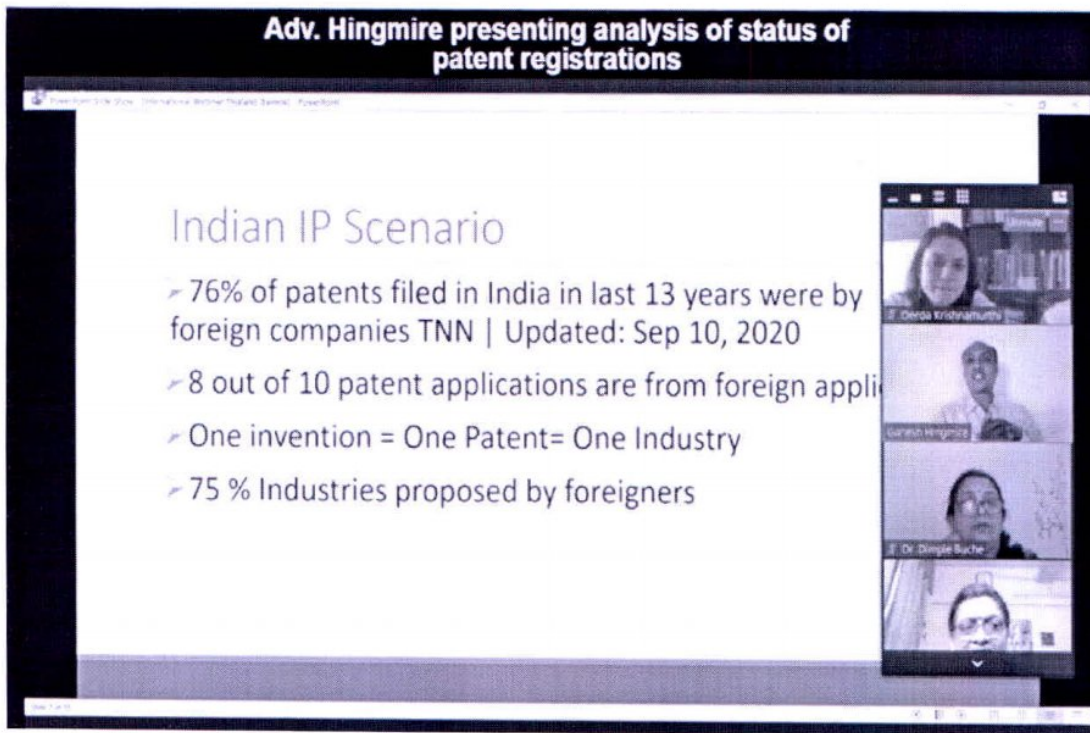 Adv. Hingmire presenting analysis of status of
patent registrations
Indian IP Scenario
76% of patents filed in India in last 13 years were by
foreign companies TNN | Updated: Sep 10, 2020
8 out of 10 patent applications are from foreign appli
One invention = One Patent= One Industry
75 % Industries proposed by foreigners
Krishnamurthi
Ganesh Hingmire
Dr. Dimple Buche